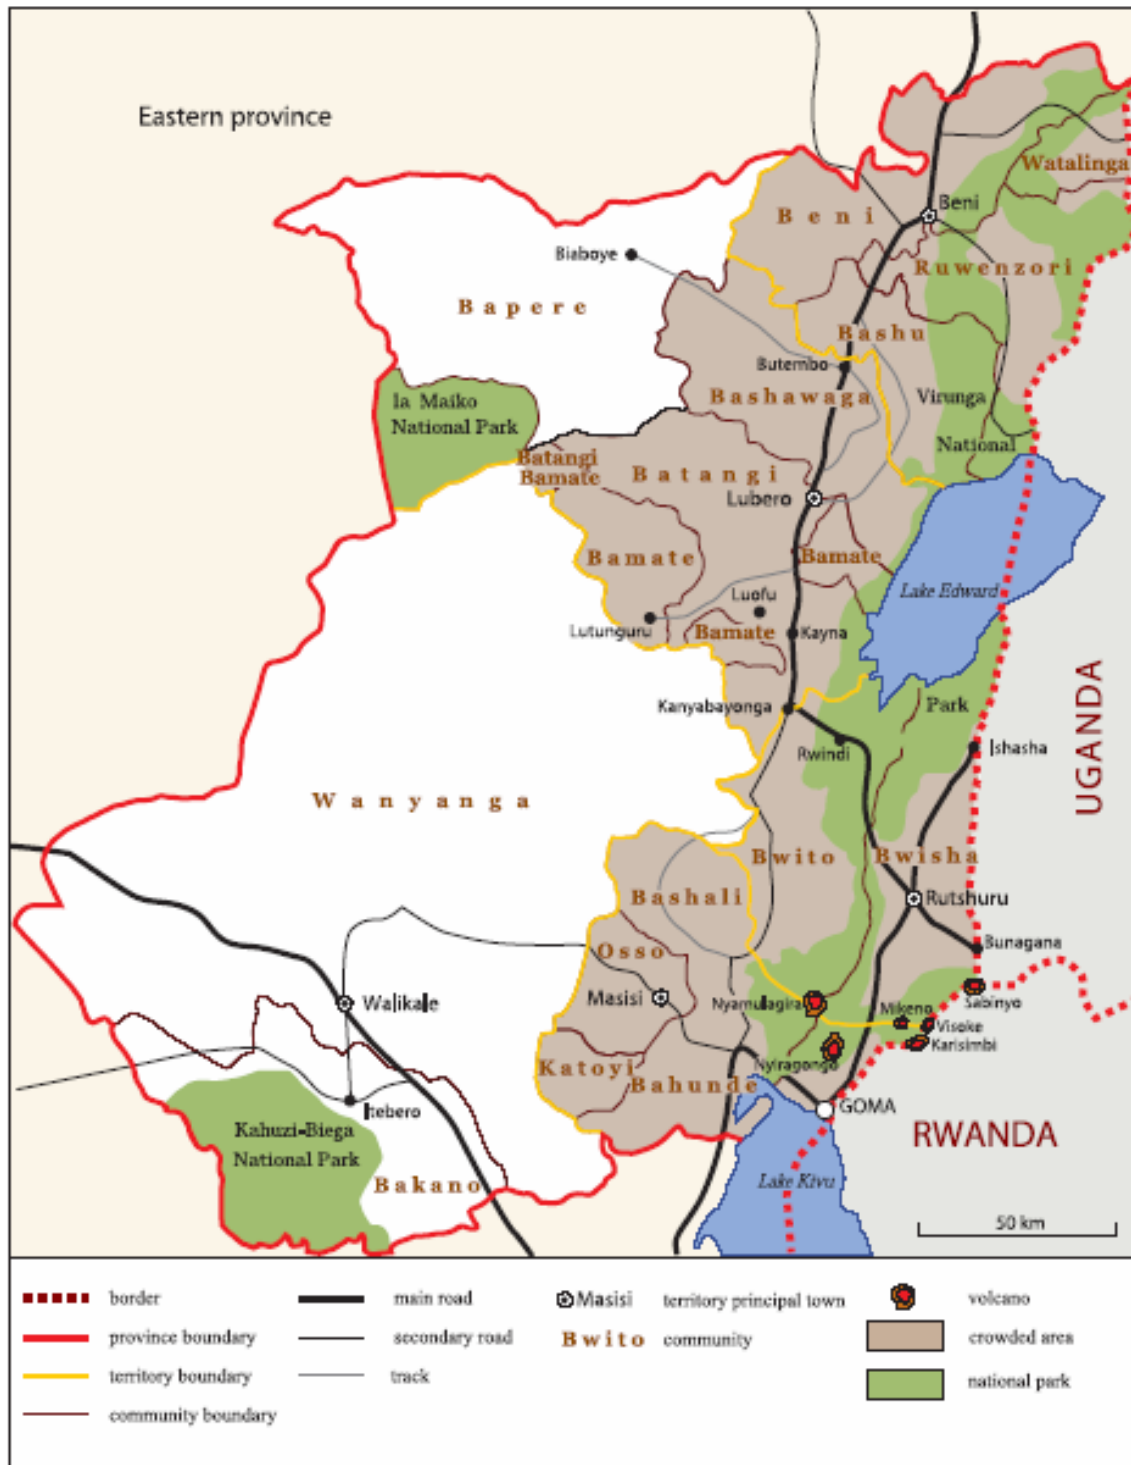 Eastern province
Watalinga
Beni
Beni
Biaboye
Ruwenzori
Bapere
Bashu
Butembo
Bashawaga
Virunga
la Maiko
National Park
National
Batangi
Bamate
Batangi
Lubero
Bamate
Bamate
Lake Edward
Luofu
Lutunguru
Bamate
Kayna
Kanyabayonga
Park
Rwindi
Ishasha
UGANDA
Wanyanga
Bwito
Bwisha
Bashali
Rutshuru
Osso
Bunagana
Walikale
Masisi
Nyamulagira
Sabinyo
Mikeno
Visoke
Karisimbi
Katoyi
Nyiragongo
Bahunde
Itebero
GOMA
Kahuzi-Biega
National Park
RWANDA
Bakano
Lake Kivu
50 km
border
main road
Masisi
territory principal town
volcano
province boundary
secondary road
Bwito
community
crowded area
territory boundary
track
national park
community boundary